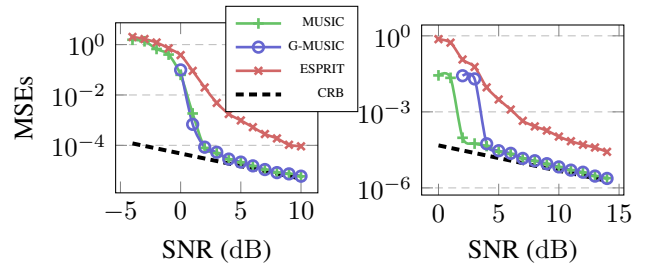 MUSIC
G-MUSIC
ESPRIT
CRB
MSEs
10^0
10^−2
10^−4
−5 0 5 10
SNR (dB)
10^0
10^−3
10^−6
0 5 10 15
SNR (dB)